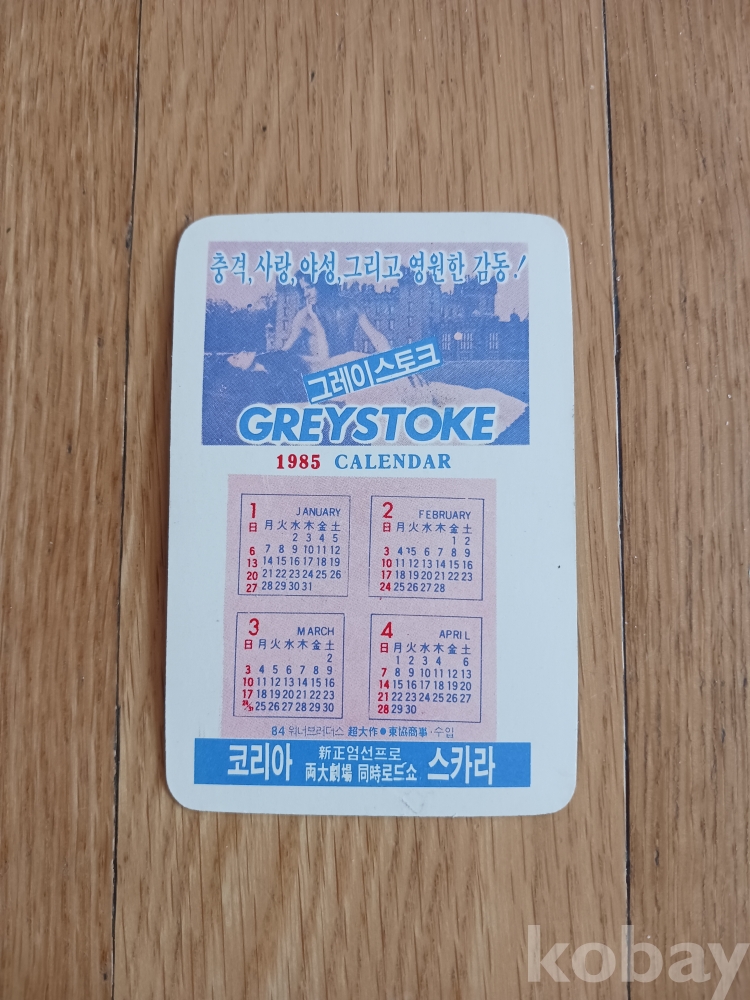 충격, 사랑, 야성, 그리고 영원한 감동!
그레이스토크
GREYSTOKE
1985 CALENDAR
1 JANUARY
日 月 火 水 木 金 土
2 3 4 5
6 7 8 9 10 11 12
13 14 15 16 17 18 19
20 21 22 23 24 25 26
27 28 29 30 31
2 FEBRUARY
日 月 火 水 木 金 土
1 2
3 4 5 6 7 8 9
10 11 12 13 14 15 16
17 18 19 20 21 22 23
24 25 26 27 28
3 MARCH
日 月 火 水 木 金 土
2
3 4 5 6 7 8 9
10 11 12 13 14 15 16
17 18 19 20 21 22 23
24/31 25 26 27 28 29 30
4 APRIL
日 月 火 水 木 金 土
1 2 3 4 6
7 8 9 10 11 12 13
14 15 16 17 18 19 20
21 22 23 24 25 26 27
28 29 30
84 워너브러더스 超大作●東協商事·수입
코리아 新正엄선프로 스카라
両大劇場 同時로드쇼
kobay